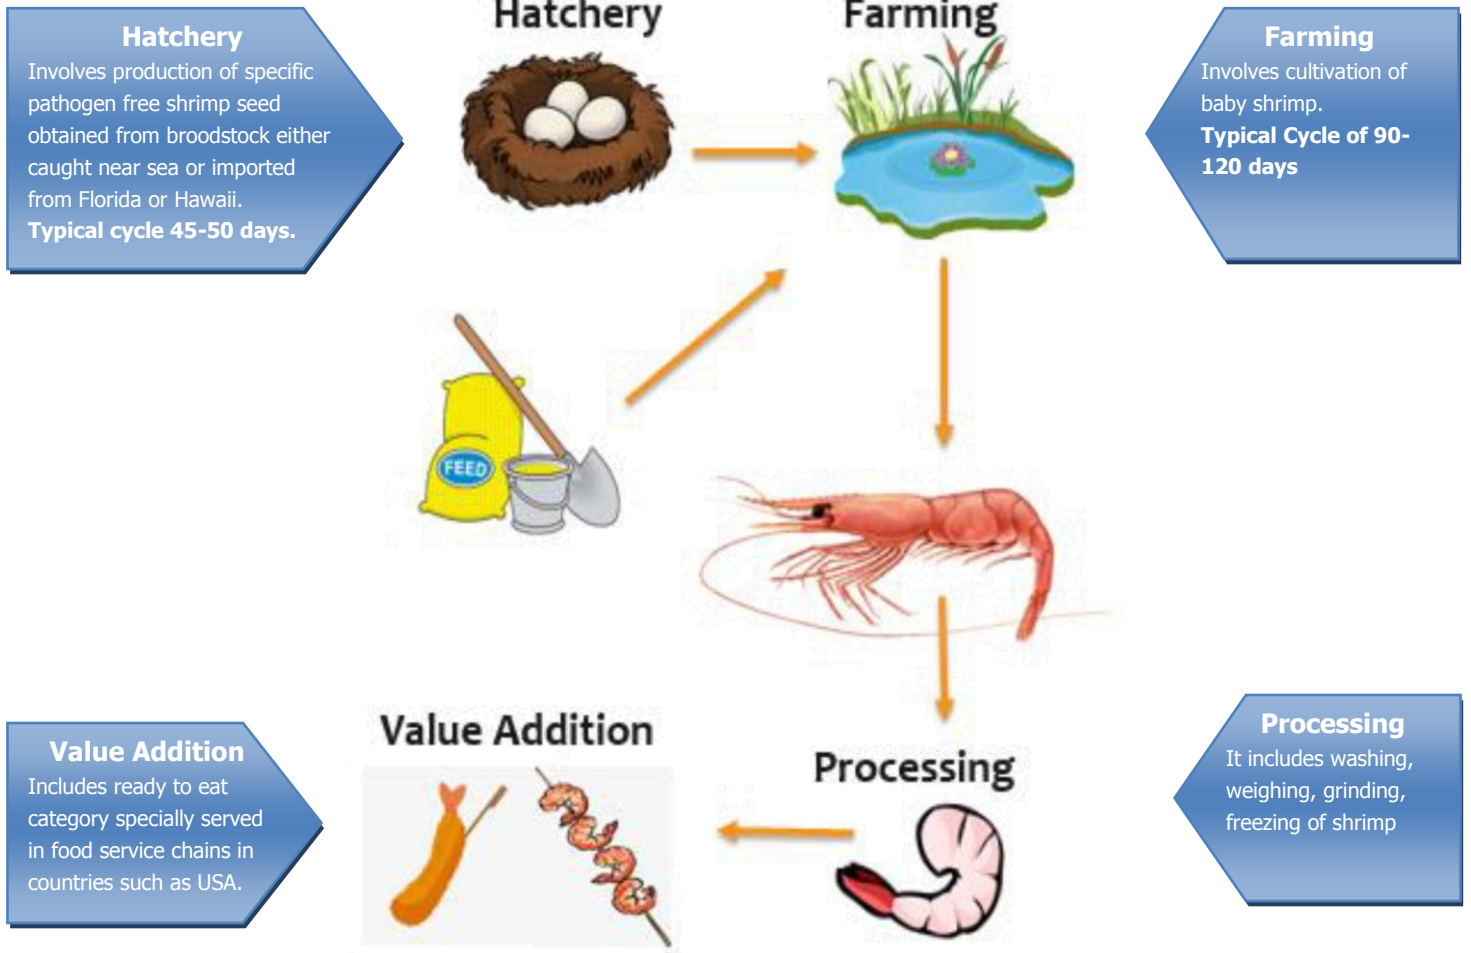 Hatchery
Involves production of specific
pathogen free shrimp seed
obtained from broodstock either
caught near sea or imported
from Florida or Hawaii.
Typical cycle 45-50 days.
Hatchery
Farming
Farming
Involves cultivation of
baby shrimp.
Typical Cycle of 90-
120 days
FEED
Value Addition
Includes ready to eat
category specially served
in food service chains in
countries such as USA.
Value Addition
Processing
Processing
It includes washing,
weighing, grinding,
freezing of shrimp